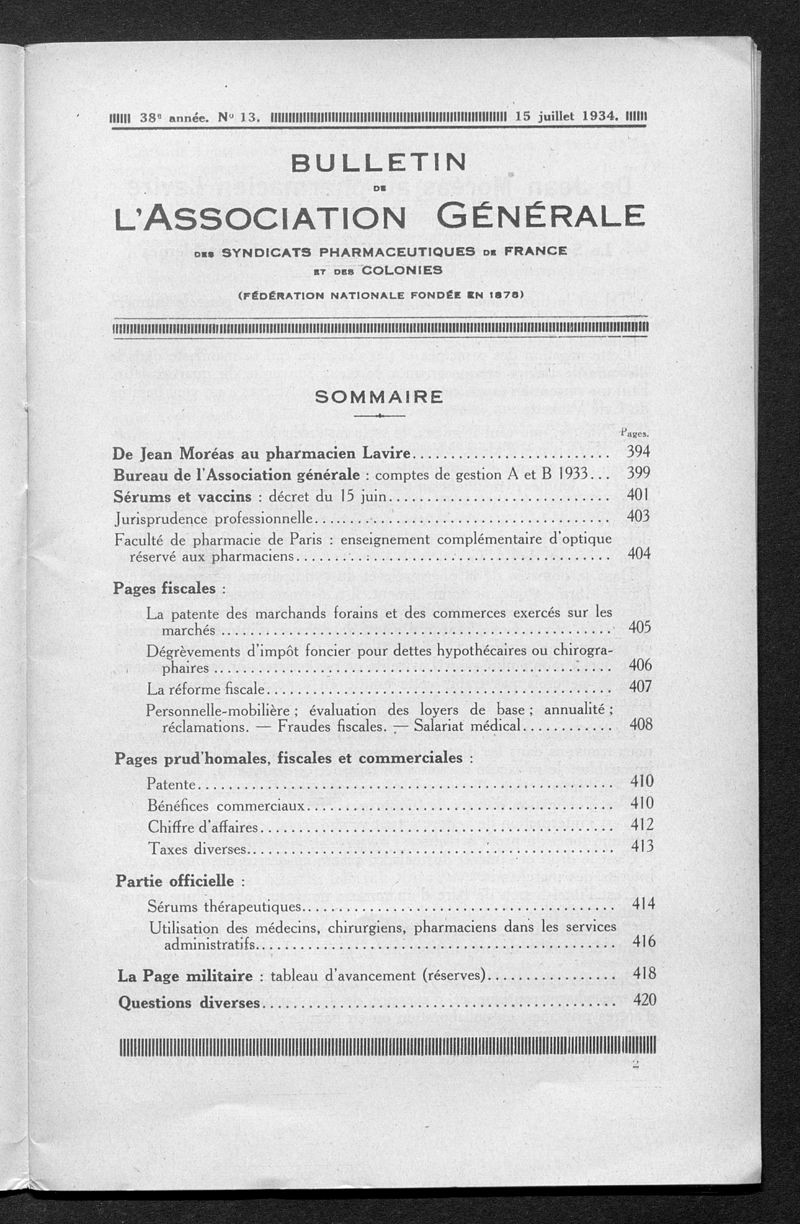 38e année. No 13. 15 juillet 1934.
BULLETIN
DE
L'ASSOCIATION GÉNÉRALE
DES SYNDICATS PHARMACEUTIQUES DE FRANCE
ET DES COLONIES
(FÉDÉRATION NATIONALE FONDÉE EN 1878)
SOMMAIRE
Pages.
De Jean Moréas au pharmacien Lavire.......................... 394
Bureau de l'Association générale : comptes de gestion A et B 1933... 399
Sérums et vaccins : décret du 15 juin............................. 401
Jurisprudence professionnelle....................................... 403
Faculté de pharmacie de Paris : enseignement complémentaire d'optique
réservé aux pharmaciens......................................... 404
Pages fiscales :
La patente des marchands forains et des commerces exercés sur les
marchés .................................................... 405
Dégrèvements d'impôt foncier pour dettes hypothécaires ou chirogra-
phaires .................................................... 406
La réforme fiscale............................................. 407
Personnelle-mobilière ; évaluation des loyers de base ; annualité ;
réclamations. — Fraudes fiscales. — Salariat médical............ 408
Pages prud'homales, fiscales et commerciales :
Patente....................................................... 410
Bénéfices commerciaux........................................ 410
Chiffre d'affaires.............................................. 412
Taxes diverses................................................ 413
Partie officielle :
Sérums thérapeutiques......................................... 414
Utilisation des médecins, chirurgiens, pharmaciens dans les services
administratifs............................................... 416
La Page militaire : tableau d'avancement (réserves)................. 418
Questions diverses............................................... 420
2